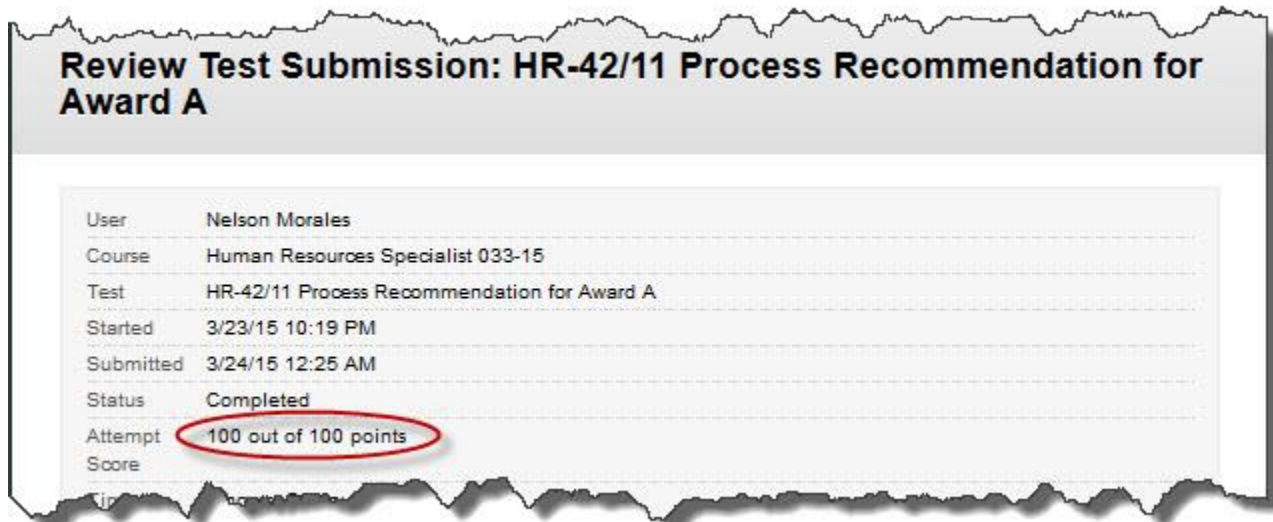 Review Test Submission: HR-42/11 Process Recommendation for
Award A
User Nelson Morales
Course Human Resources Specialist 033-15
Test HR-42/11 Process Recommendation for Award A
Started 3/23/15 10:19 PM
Submitted 3/24/15 12:25 AM
Status Completed
Attempt 100 out of 100 points
Score